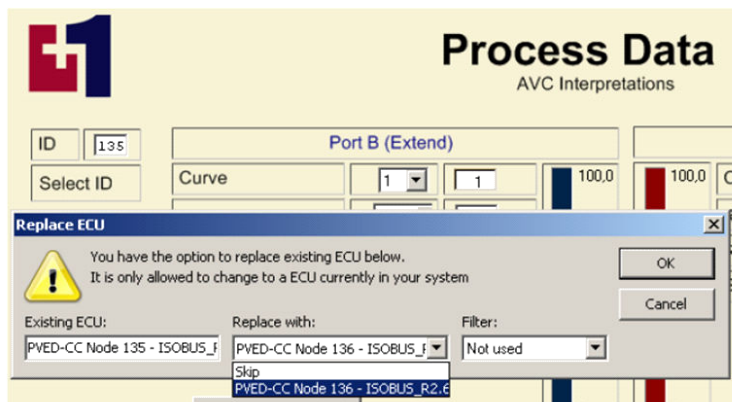 +1
Process Data
AVC Interpretations
ID 135
Port B (Extend)
Select ID
Curve 1 1
100,0 100,0
Replace ECU
You have the option to replace existing ECU below.
It is only allowed to change to a ECU currently in your system
OK
Cancel
Existing ECU: Replace with: Filter:
PVED-CC Node 135 - ISOBUS_F PVED-CC Node 136 - ISOBUS_F Not used
Skip
PVED-CC Node 136 - ISOBUS_R2.6